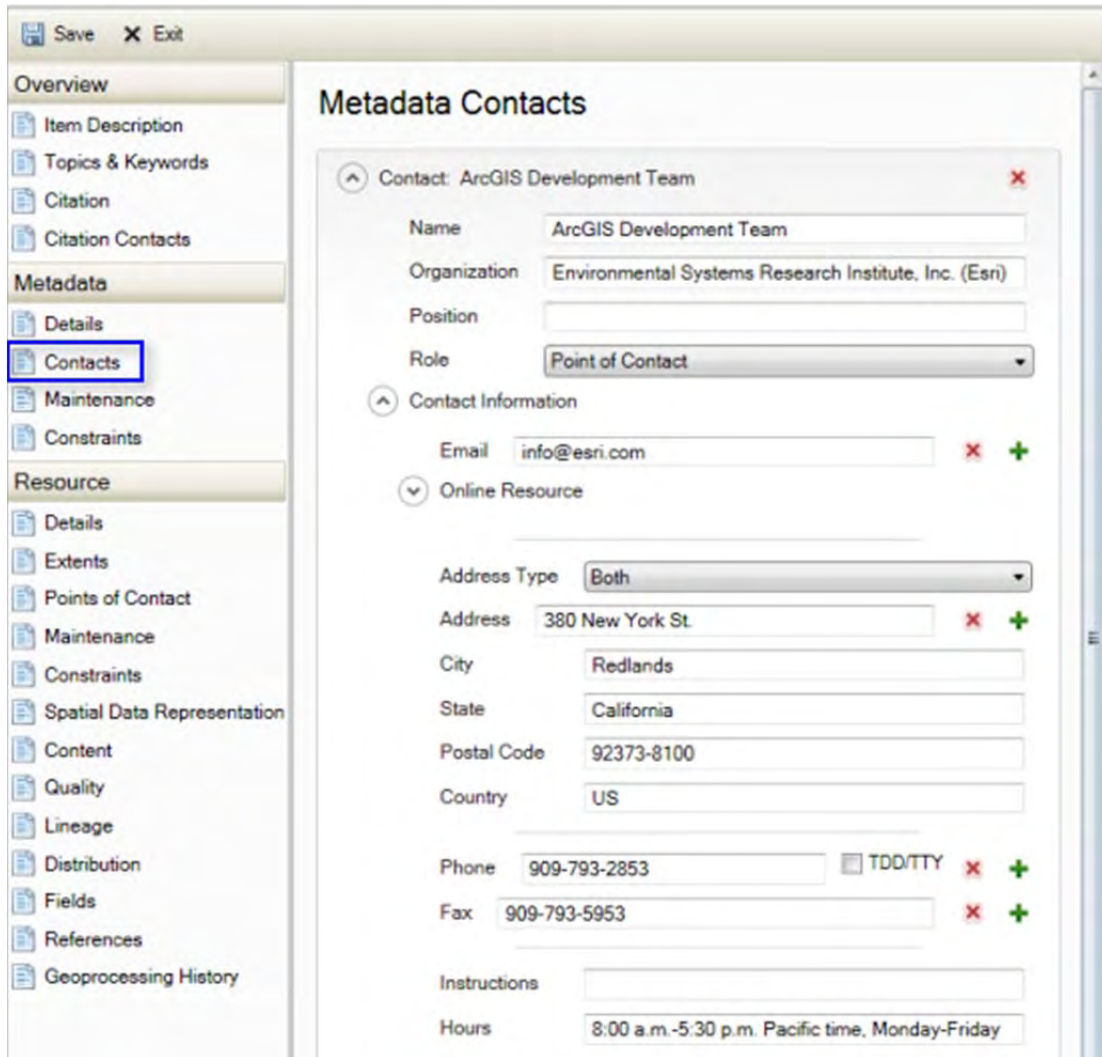 Save Exit
Overview
Item Description
Topics & Keywords
Citation
Citation Contacts
Metadata
Details
Contacts
Maintenance
Constraints
Resource
Details
Extents
Points of Contact
Maintenance
Constraints
Spatial Data Representation
Content
Quality
Lineage
Distribution
Fields
References
Geoprocessing History
Metadata Contacts
Contact: ArcGIS Development Team
Name ArcGIS Development Team
Organization Environmental Systems Research Institute, Inc. (Esri)
Position
Role Point of Contact
Contact Information
Email info@esri.com
Online Resource
Address Type Both
Address 380 New York St.
City Redlands
State California
Postal Code 92373-8100
Country US
Phone 909-793-2853 TDD/TTY
Fax 909-793-5953
Instructions
Hours 8:00 a.m.-5:30 p.m. Pacific time, Monday-Friday